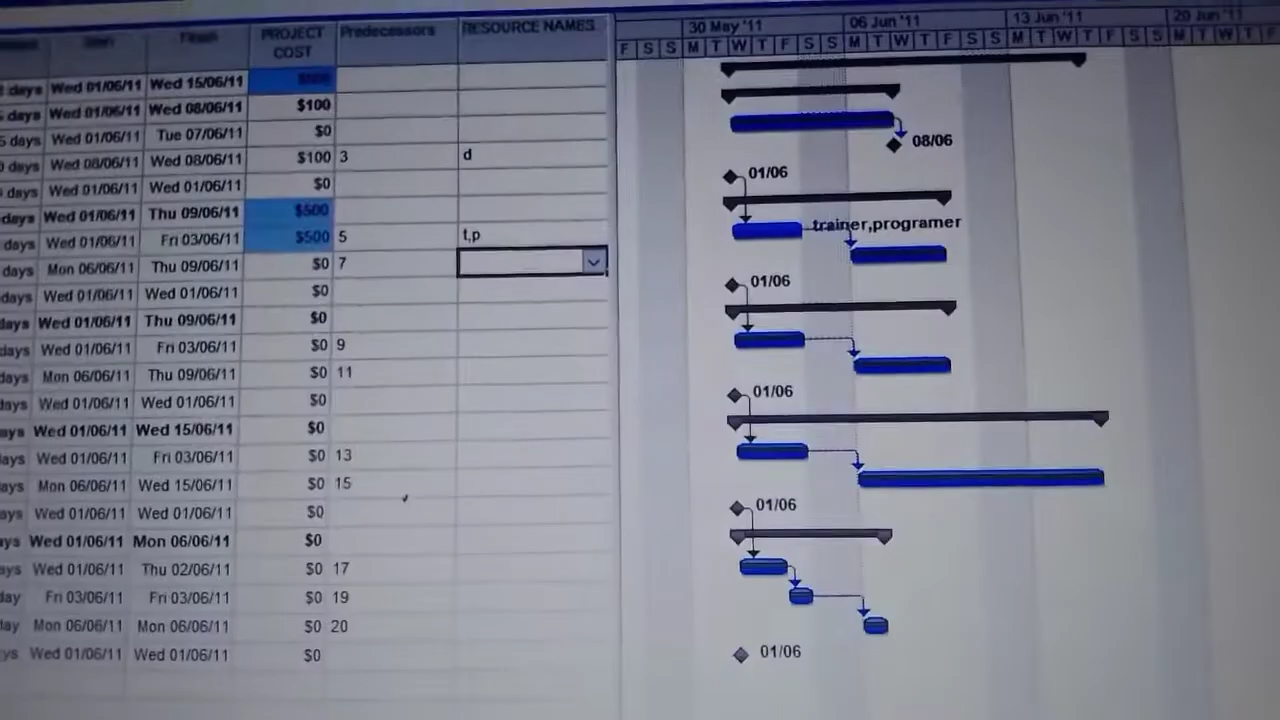 PROJECT COST Predecessors RESOURCE NAMES
30 May '11 06 Jun '11 13 Jun '11 20 Jun '11
F S S M T W T F S S M T W T F S S M T W T F S S M T W T F
days Wed 01/06/11 Wed 15/06/11
days Wed 01/06/11 Wed 08/06/11 $100
5 days Wed 01/06/11 Tue 07/06/11 $0
0 days Wed 08/06/11 Wed 08/06/11 $100 3 d 08/06
days Wed 01/06/11 Wed 01/06/11 $0 01/06
days Wed 01/06/11 Thu 09/06/11 $500
days Wed 01/06/11 Fri 03/06/11 $500 5 t,p trainer,programer
days Mon 06/06/11 Thu 09/06/11 $0 7
days Wed 01/06/11 Wed 01/06/11 $0 01/06
days Wed 01/06/11 Thu 09/06/11 $0
days Wed 01/06/11 Fri 03/06/11 $0 9
days Mon 06/06/11 Thu 09/06/11 $0 11
days Wed 01/06/11 Wed 01/06/11 $0 01/06
ays Wed 01/06/11 Wed 15/06/11 $0
days Wed 01/06/11 Fri 03/06/11 $0 13
ays Mon 06/06/11 Wed 15/06/11 $0 15
ays Wed 01/06/11 Wed 01/06/11 $0 01/06
ays Wed 01/06/11 Mon 06/06/11 $0
ays Wed 01/06/11 Thu 02/06/11 $0 17
day Fri 03/06/11 Fri 03/06/11 $0 19
day Mon 06/06/11 Mon 06/06/11 $0 20
ys Wed 01/06/11 Wed 01/06/11 $0 01/06